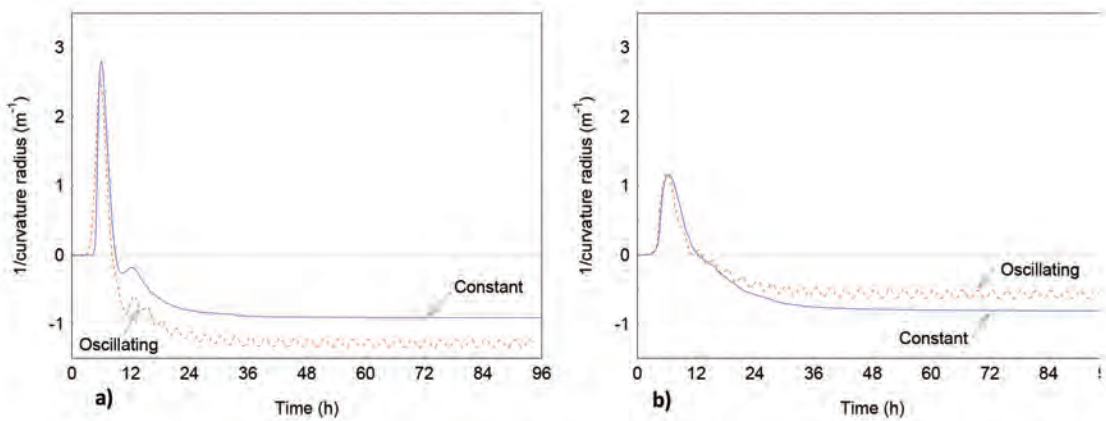 3
2
1
0
-1
1/curvature radius (m⁻¹)
Constant
Oscillating
0 12 24 36 48 60 72 84 96
a)
Time (h)
3
2
1
0
-1
1/curvature radius (m⁻¹)
Oscillating
Constant
0 12 24 36 48 60 72 84
b)
Time (h)